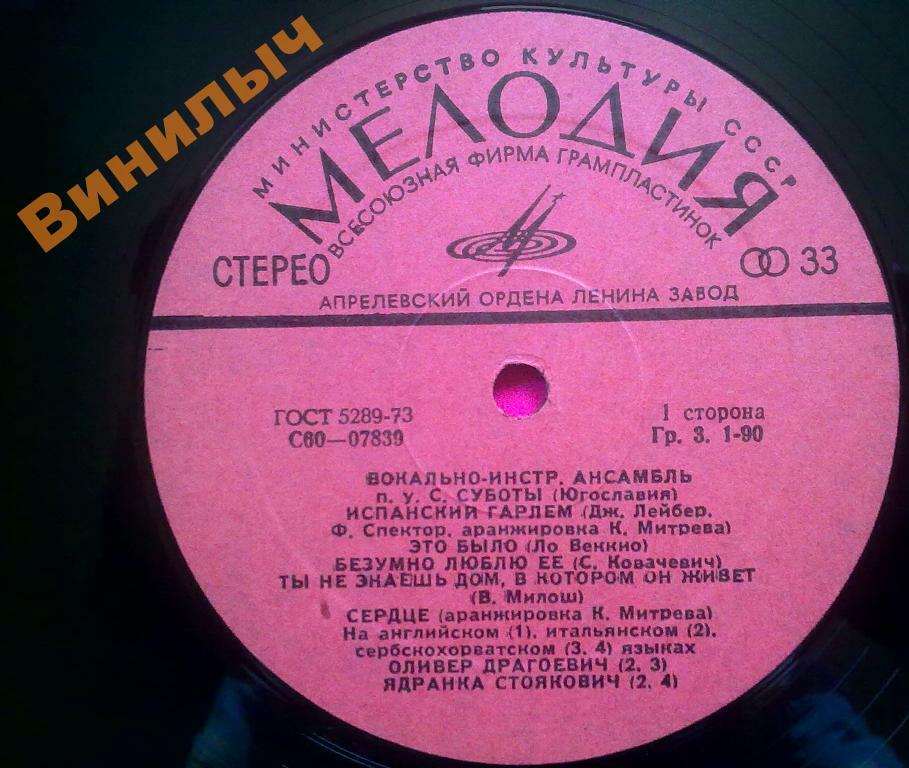 Винилыч
МИНИСТЕРСТВО КУЛЬТУРЫ СССР
МЕЛОДИЯ
ВСЕСОЮЗНАЯ ФИРМА ГРАМПЛАСТИНОК
СТЕРЕО
33
АПРЕЛЕВСКИЙ ОРДЕНА ЛЕНИНА ЗАВОД
ГОСТ 5289-73
С60—07839
1 сторона
Гр. 3. 1-90
ВОКАЛЬНО-ИНСТР. АНСАМБЛЬ
п. у. С. СУБОТЫ (Югославия)
ИСПАНСКИЙ ГАРЛЕМ (Дж. Лейбер,
Ф. Спектор, аранжировка К. Митрева)
ЭТО БЫЛО (Ло Веккио)
БЕЗУМНО ЛЮБЛЮ ЕЕ (С. Ковачевич)
ТЫ НЕ ЗНАЕШЬ ДОМ, В КОТОРОМ ОН ЖИВЕТ
(В. Милош)
СЕРДЦЕ (аранжировка К. Митрева)
На английском (1), итальянском (2),
сербскохорватском (3, 4) языках
ОЛИВЕР ДРАГОЕВИЧ (2, 3)
ЯДРАНКА СТОЯКОВИЧ (2, 4)